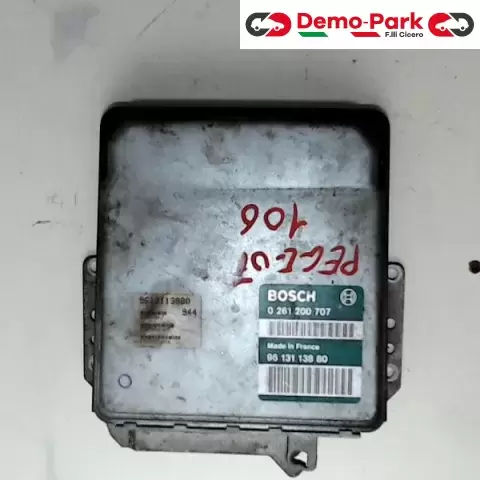 Demo-Park
F.lli Cicero
PEGEOT
106
BOSCH
0 261 200 707
Made in France
96 131 138 80
9613113880
944